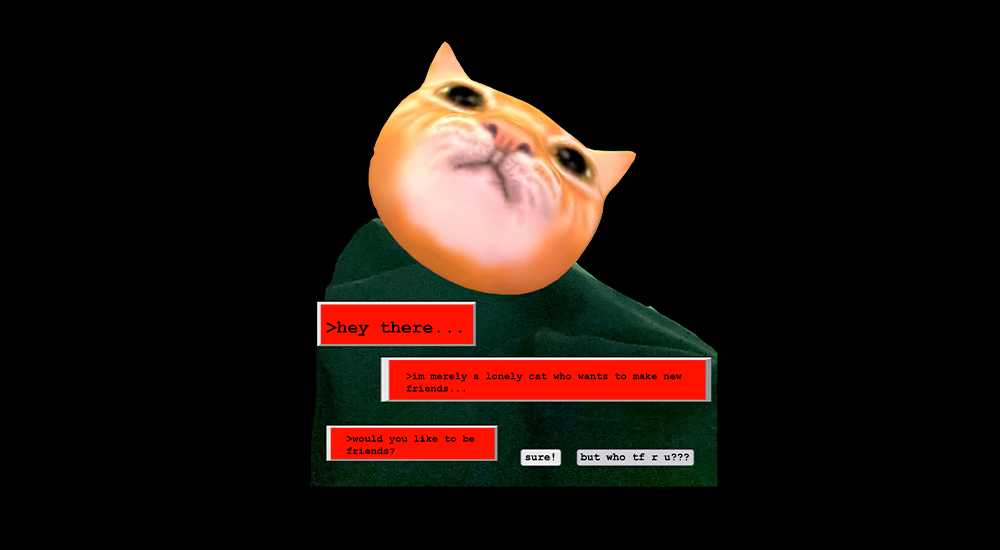 >hey there...
>im merely a lonely cat who wants to make new
friends...
>would you like to be
friends?
sure!
but who tf r u???